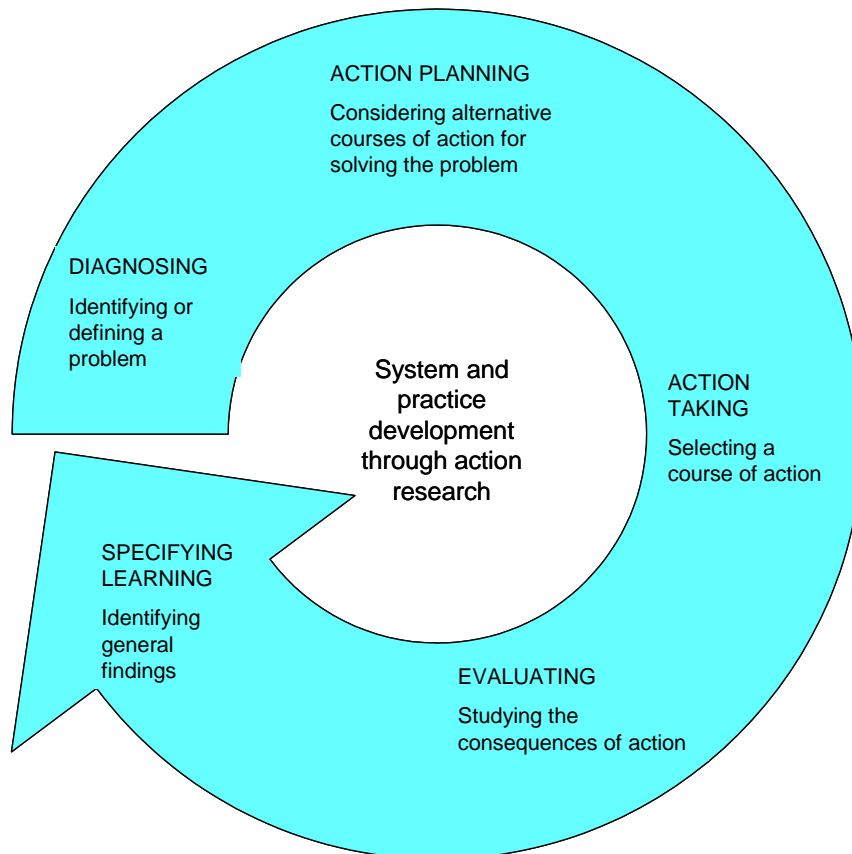 ACTION PLANNING
Considering alternative
courses of action for
solving the problem
DIAGNOSING
Identifying or
defining a
problem
System and
practice
development
through action
research
ACTION
TAKING
Selecting a
course of action
SPECIFYING
LEARNING
Identifying
general
findings
EVALUATING
Studying the
consequences of action